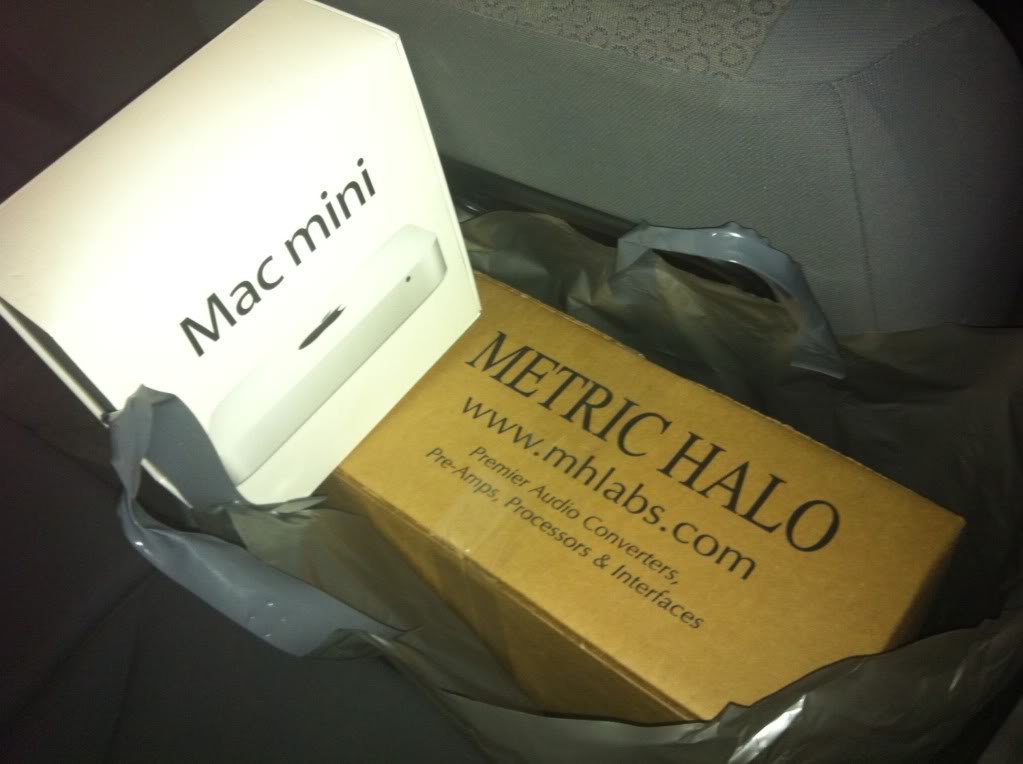 Mac mini
METRIC HALO
www.mhlabs.com
Premier Audio Converters,
Pre-Amps, Processors & Interfaces